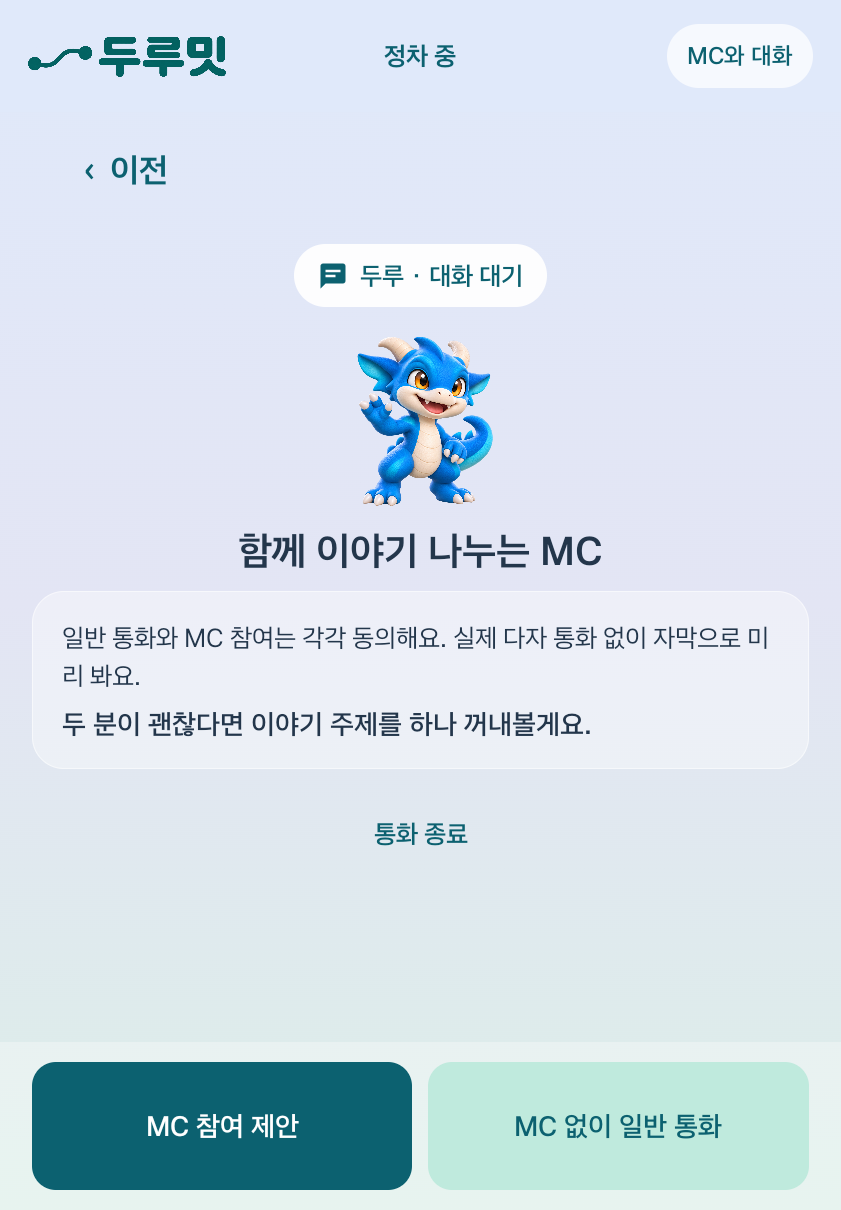 두루밋
정차 중
MC와 대화
‹ 이전
두루 · 대화 대기
함께 이야기 나누는 MC
일반 통화와 MC 참여는 각각 동의해요. 실제 다자 통화 없이 자막으로 미
리 봐요.
두 분이 괜찮다면 이야기 주제를 하나 꺼내볼게요.
통화 종료
MC 참여 제안
MC 없이 일반 통화